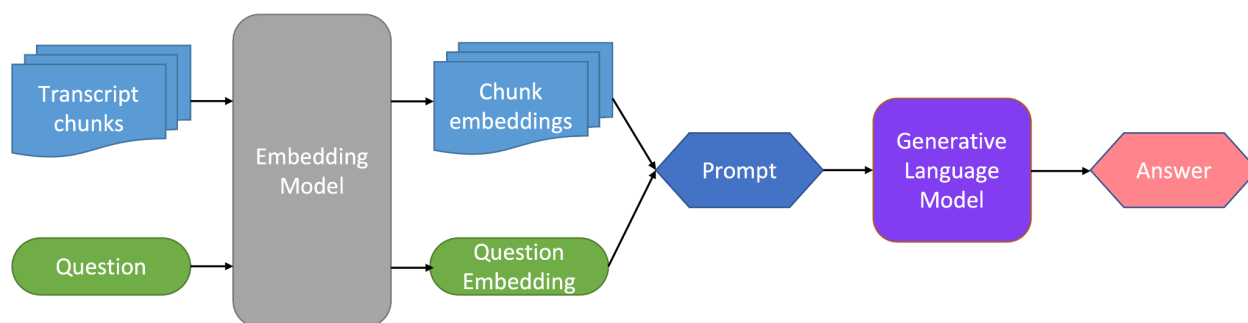 Transcript
chunks
Embedding
Model
Chunk
embeddings
Prompt
Generative
Language
Model
Answer
Question
Question
Embedding